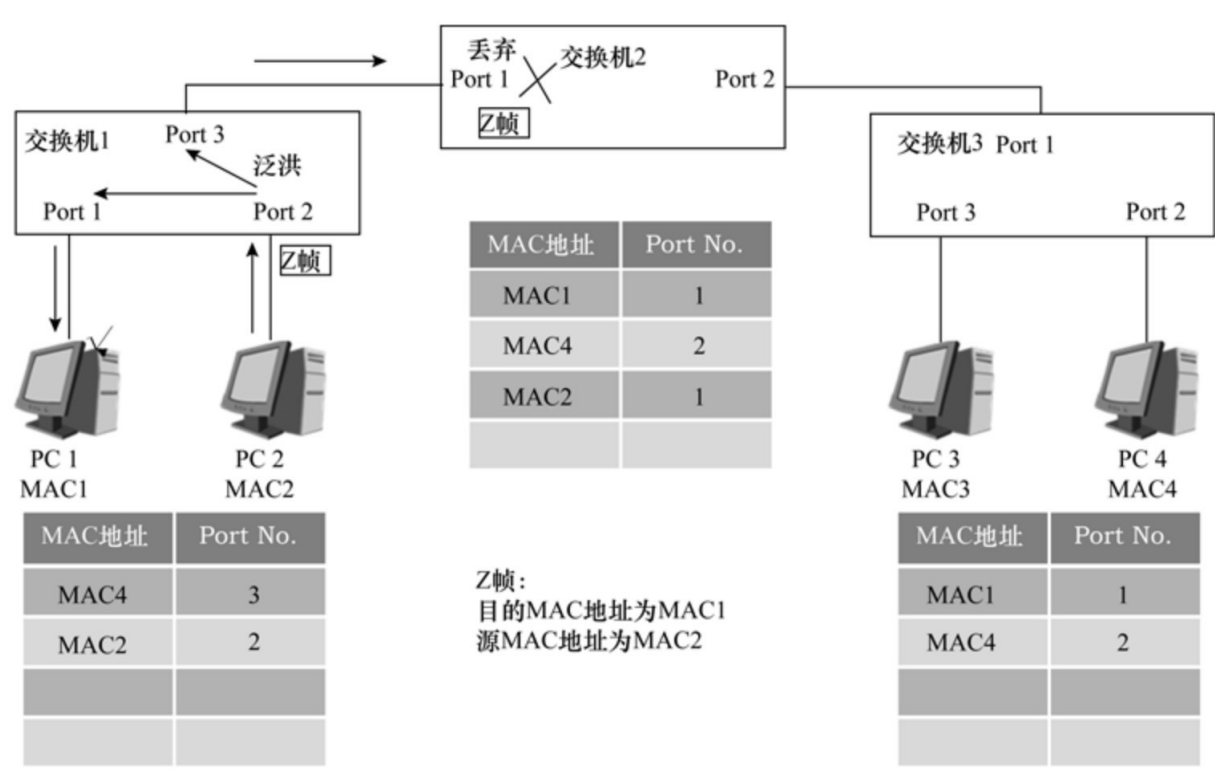 丢弃
交换机2
Port 1
Port 2
Z帧
交换机1
Port 3
泛洪
Port 1
Port 2
Z帧
交换机3 Port 1
Port 3
Port 2
MAC地址 Port No.
MAC1 1
MAC4 2
MAC2 1
PC 1
MAC1
PC 2
MAC2
PC 3
MAC3
PC 4
MAC4
MAC地址 Port No.
MAC4 3
MAC2 2
Z帧：
目的MAC地址为MAC1
源MAC地址为MAC2
MAC地址 Port No.
MAC1 1
MAC4 2